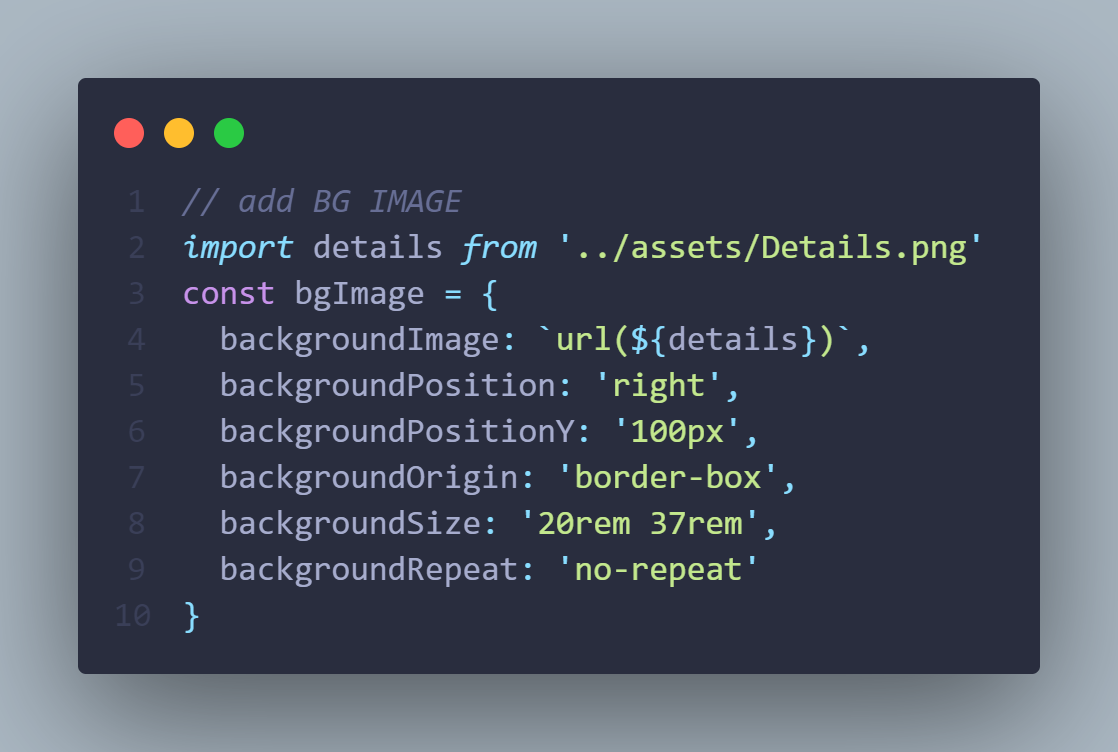 1 // add BG IMAGE
2 import details from '../assets/Details.png'
3 const bgImage = {
4   backgroundImage: `url(${details})`,
5   backgroundPosition: 'right',
6   backgroundPositionY: '100px',
7   backgroundOrigin: 'border-box',
8   backgroundSize: '20rem 37rem',
9   backgroundRepeat: 'no-repeat'
10 }